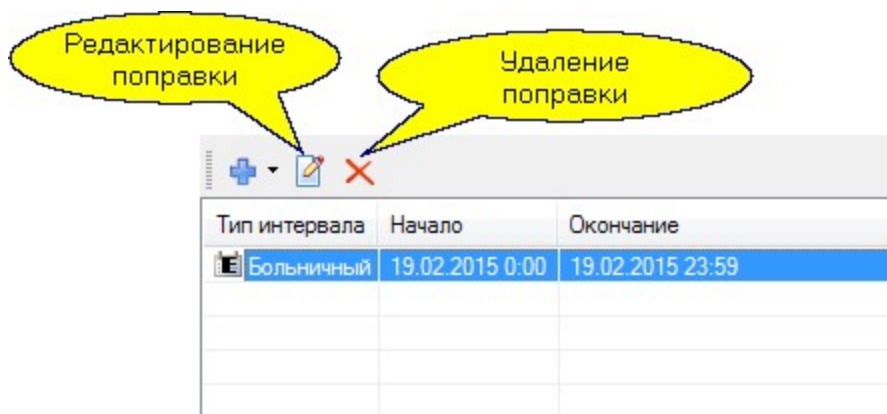 Редактирование
поправки
Удаление
поправки
Тип интервала Начало Окончание
Больничный 19.02.2015 0:00 19.02.2015 23:59